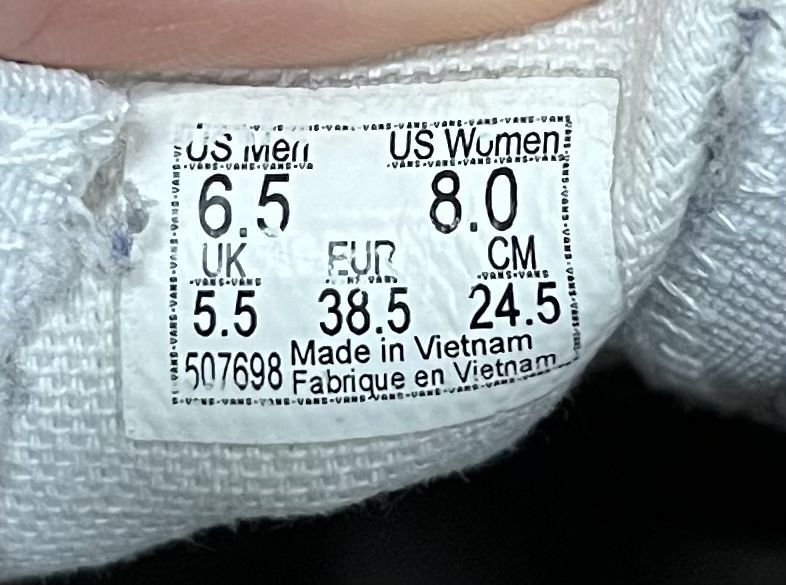 US Men US Women
6.5 8.0
UK EUR CM
5.5 38.5 24.5
507698 Made in Vietnam
Fabrique en Vietnam